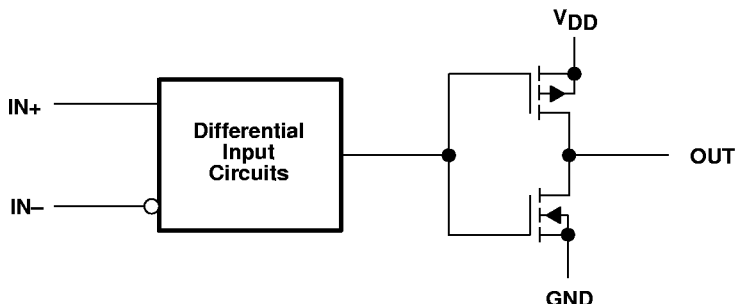 VDD
IN+
Differential
Input
Circuits
OUT
IN–
GND